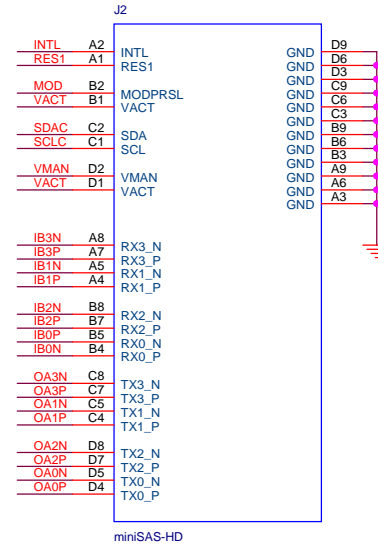 J2
INTL A2 INTL GND D9
RES1 A1 RES1 GND D6
GND D3
MOD B2 MODPRSL GND C9
VACT B1 VACT GND C6
GND C3
SDAC C2 SDA GND B9
SCLC C1 SCL GND B6
GND B3
VMAN D2 VMAN GND A9
VACT D1 VACT GND A6
GND A3
IB3N A8 RX3_N
IB3P A7 RX3_P
IB1N A5 RX1_N
IB1P A4 RX1_P
IB2N B8 RX2_N
IB2P B7 RX2_P
IB0P B5 RX0_N
IB0N B4 RX0_P
OA3N C8 TX3_N
OA3P C7 TX3_P
OA1N C5 TX1_N
OA1P C4 TX1_P
OA2N D8 TX2_N
OA2P D7 TX2_P
OA0N D5 TX0_N
OA0P D4 TX0_P
miniSAS-HD